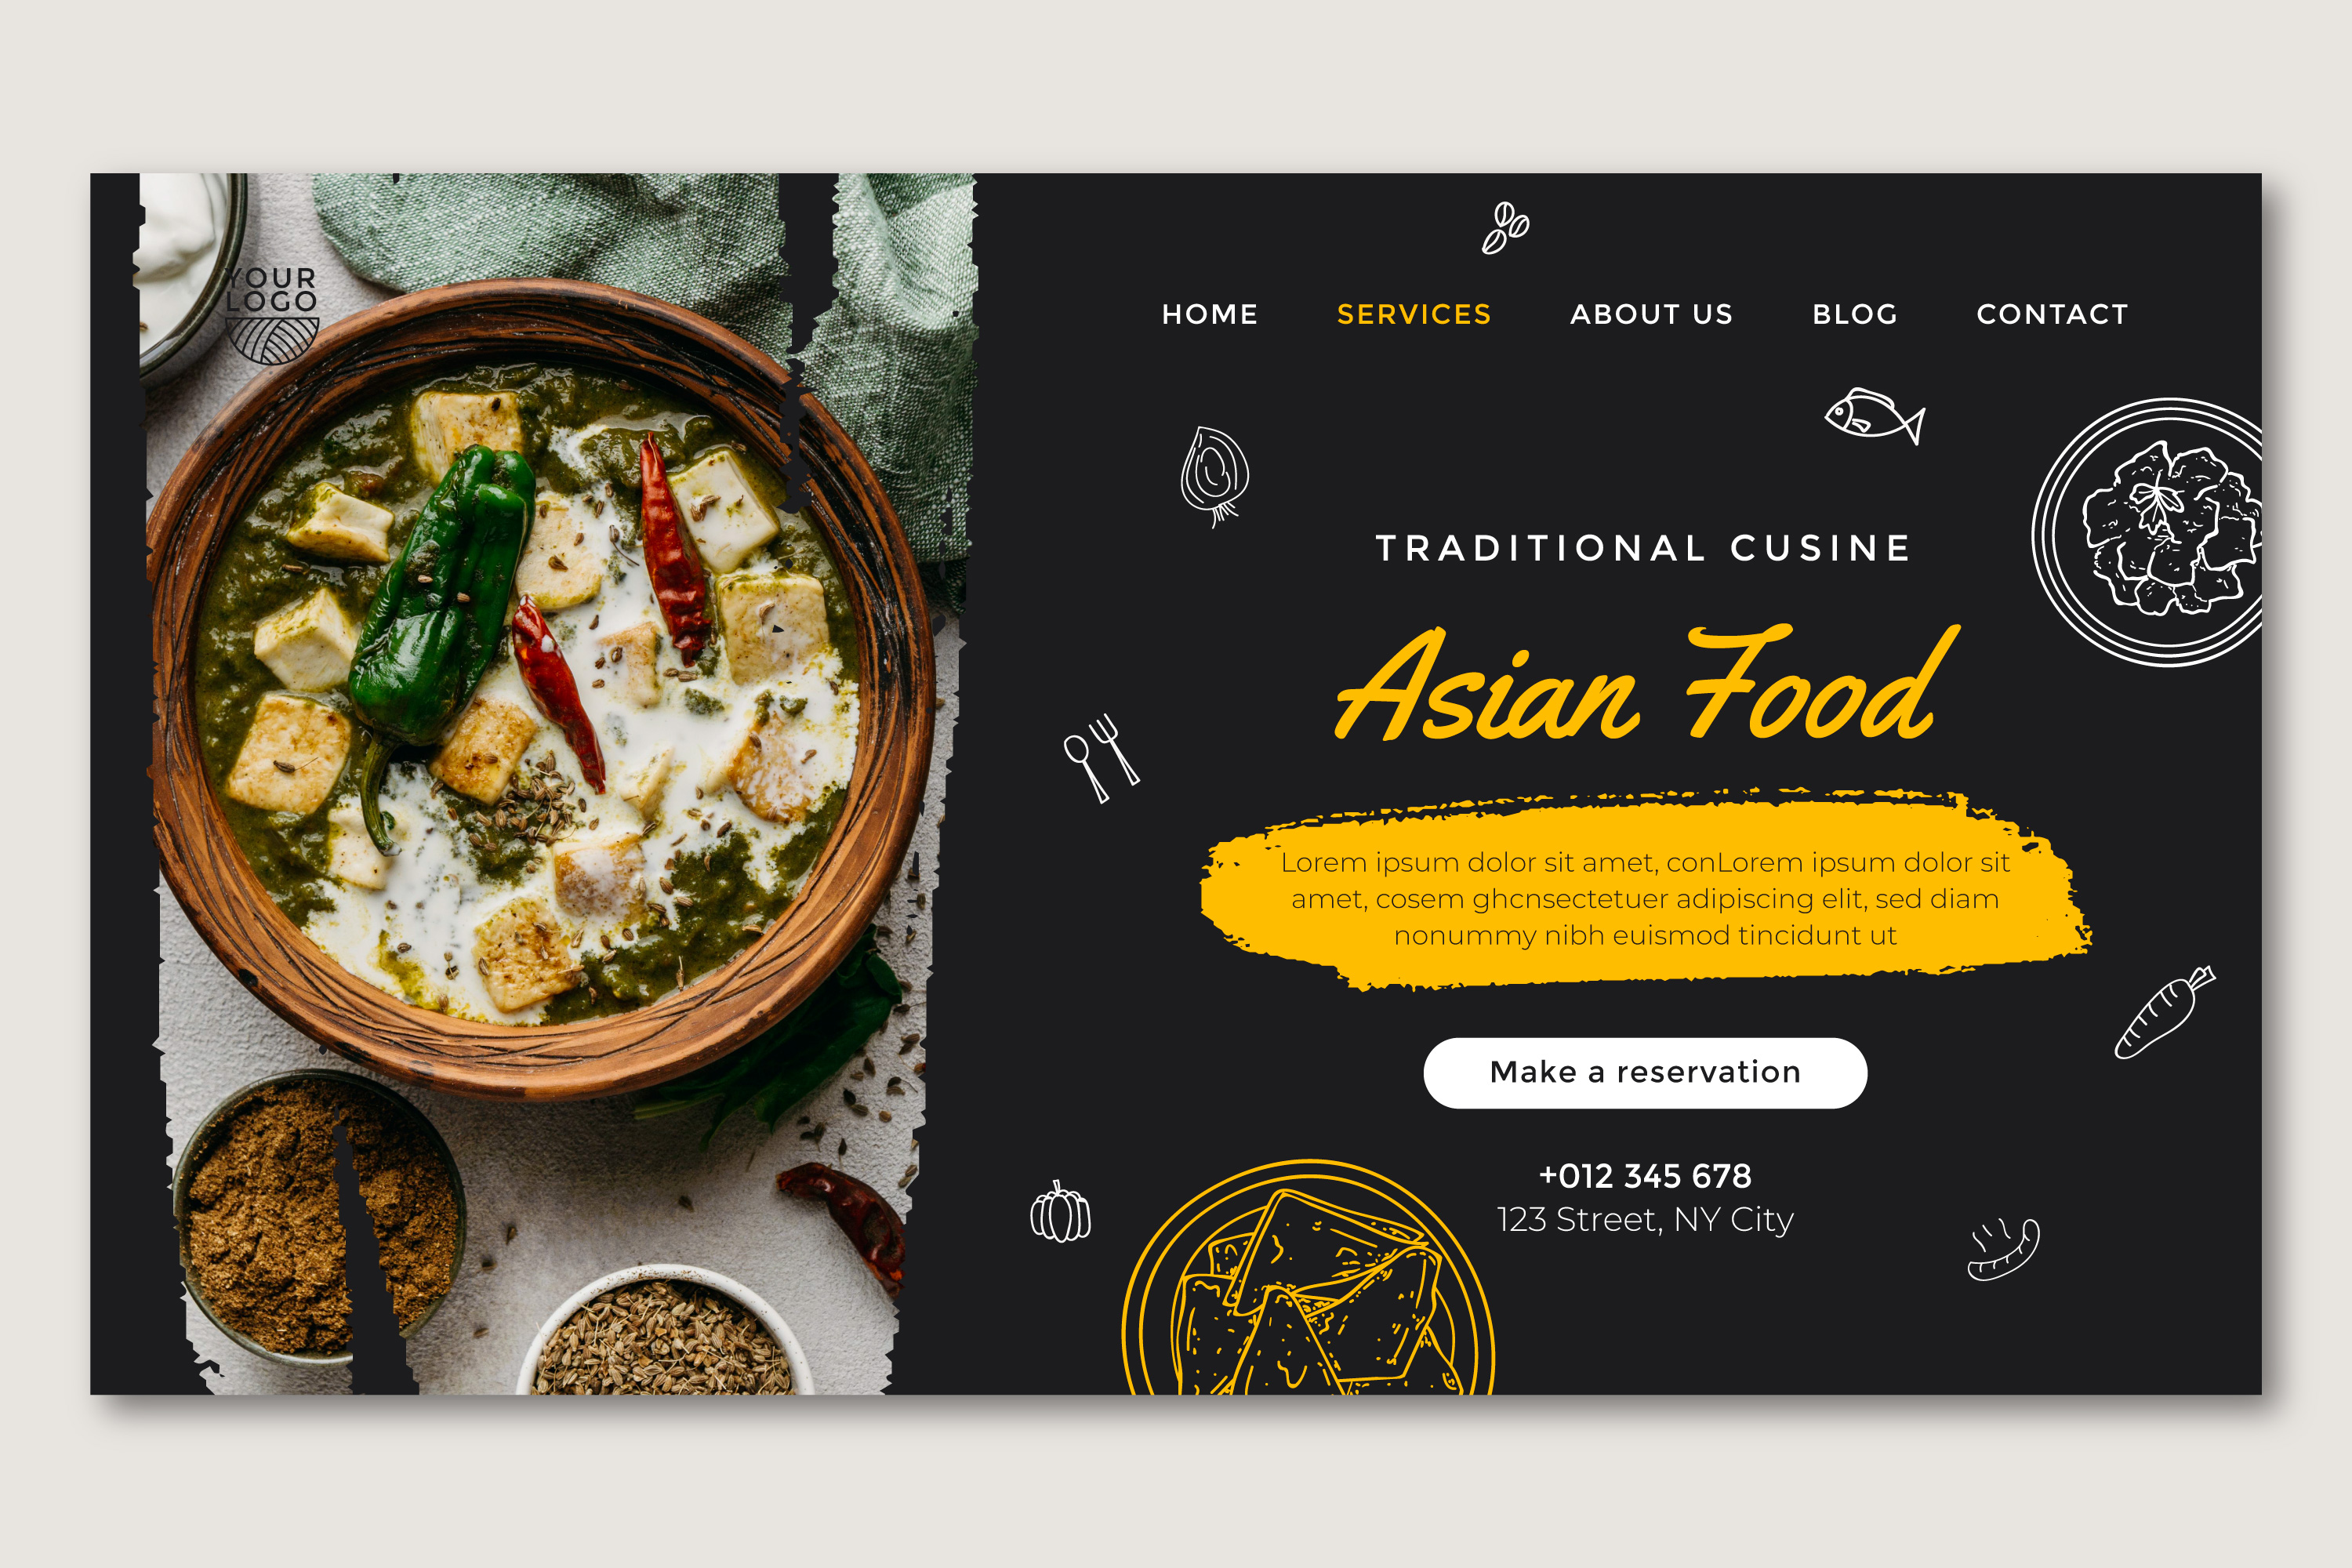 YOUR
LOGO
HOME SERVICES ABOUT US BLOG CONTACT
TRADITIONAL CUSINE
Asian Food
Lorem ipsum dolor sit amet, conLorem ipsum dolor sit
amet, cosem ghcnsectetuer adipiscing elit, sed diam
nonummy nibh euismod tincidunt ut
Make a reservation
+012 345 678
123 Street, NY City